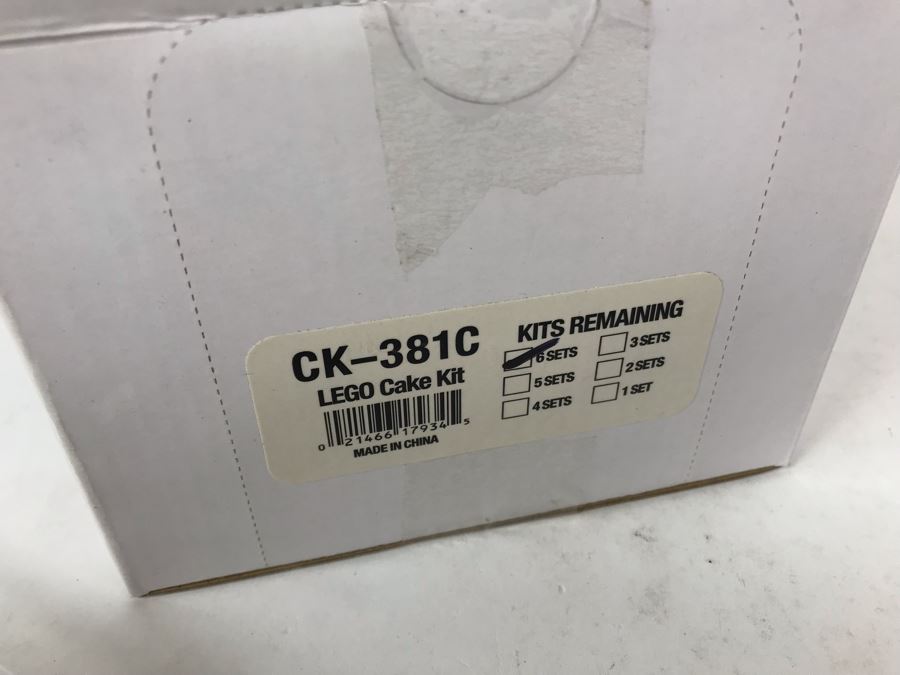 CK–381C
LEGO Cake Kit
0 21466 17934 5
MADE IN CHINA
KITS REMAINING
6 SETS
5 SETS
4 SETS
3 SETS
2 SETS
1 SET